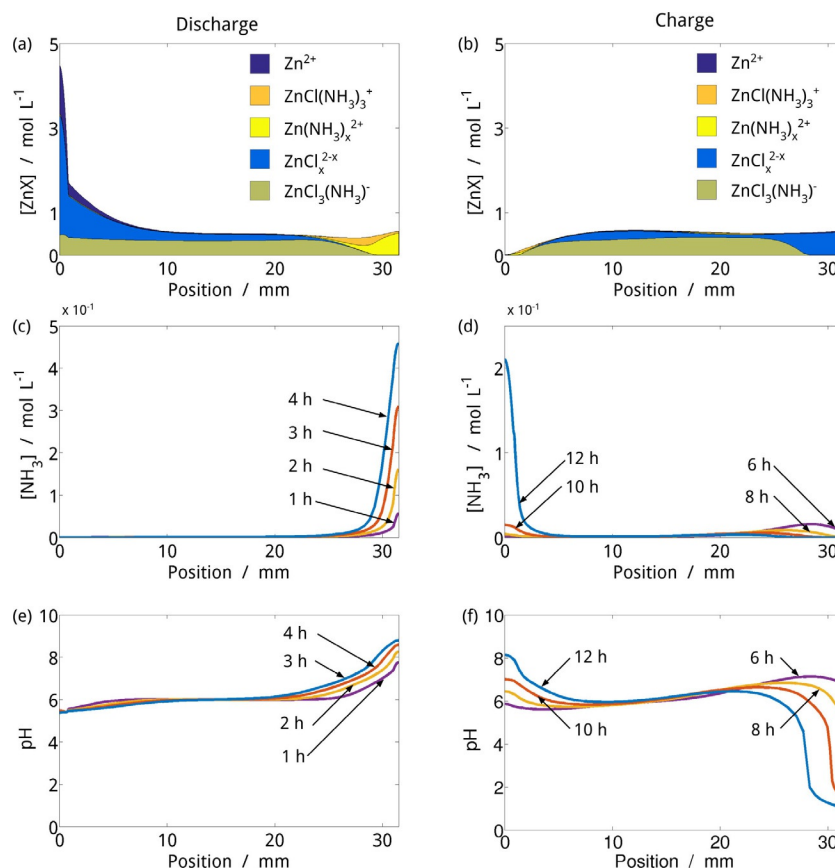 Discharge
Charge
(a)
5
3
1
0
[ZnX] / mol L⁻¹
Zn²⁺
ZnCl(NH₃)₃⁺
Zn(NH₃)ₓ²⁺
ZnClₓ²⁻ˣ
ZnCl₃(NH₃)⁻
0 10 20 30
Position / mm
(b)
5
3
1
0
[ZnX] / mol L⁻¹
Zn²⁺
ZnCl(NH₃)₃⁺
Zn(NH₃)ₓ²⁺
ZnClₓ²⁻ˣ
ZnCl₃(NH₃)⁻
0 10 20 30
Position / mm
(c)
x 10⁻¹
5
4
3
2
1
0
[NH₃] / mol L⁻¹
4 h
3 h
2 h
1 h
0 10 20 30
Position / mm
(d)
x 10⁻¹
2
1
0
[NH₃] / mol L⁻¹
12 h
10 h
6 h
8 h
0 10 20 30
Position / mm
(e)
10
8
6
4
2
0
pH
4 h
3 h
2 h
1 h
0 10 20 30
Position / mm
(f)
10
8
6
4
2
0
pH
12 h
10 h
6 h
8 h
0 10 20 30
Position / mm